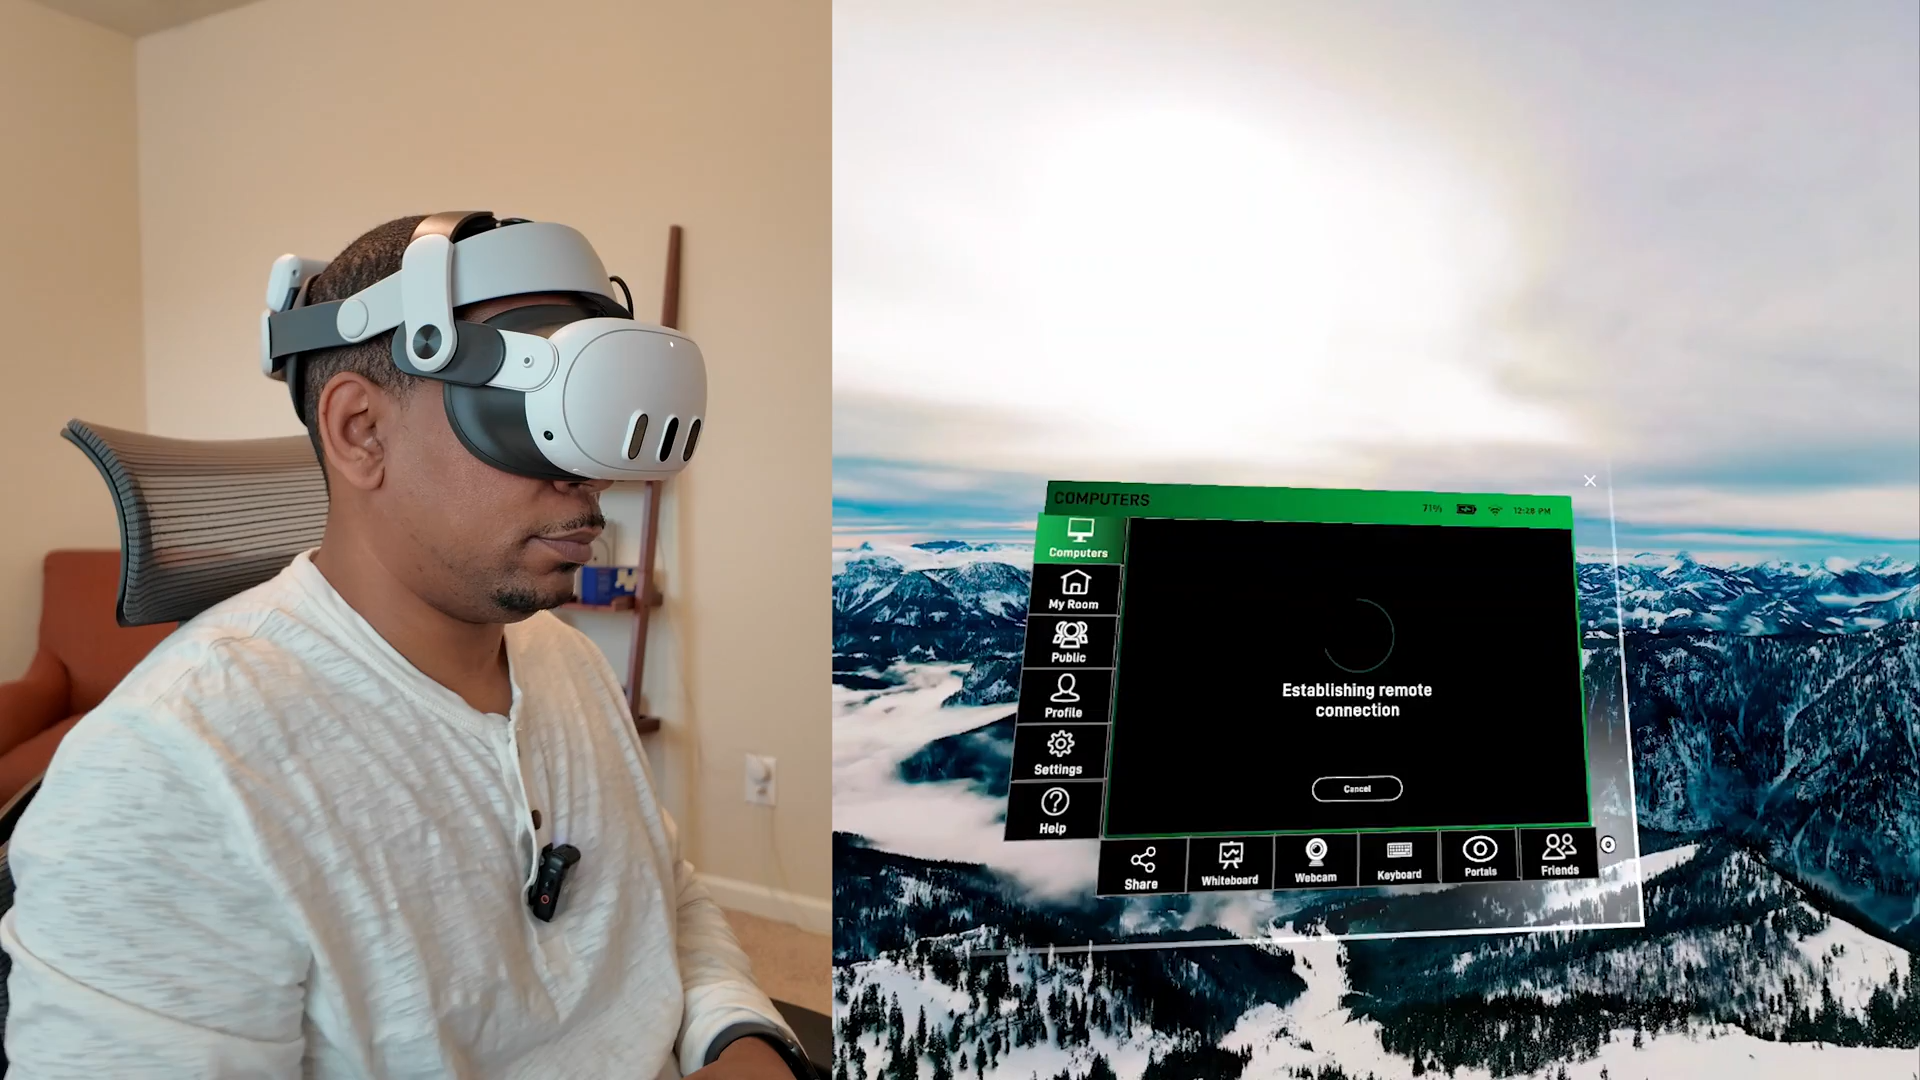 COMPUTERS
71% 12:28 PM
Computers
My Room
Public
Profile
Settings
Help
Establishing remote
connection
Cancel
Share
Whiteboard
Webcam
Keyboard
Portals
Friends